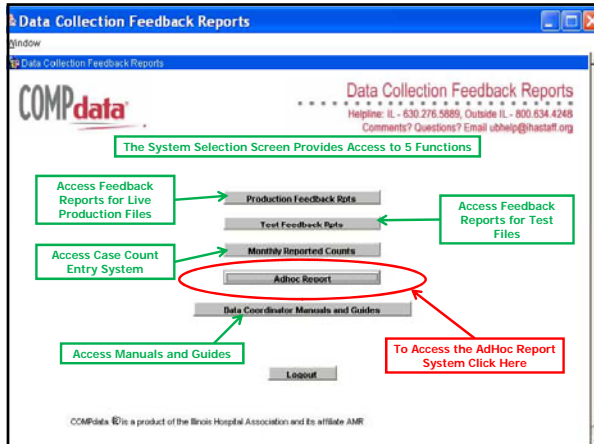 Data Collection Feedback Reports
Window
Data Collection Feedback Reports
COMPdata
Data Collection Feedback Reports
Helpline: IL - 630.276.5889, Outside IL - 800.634.4248
Comments? Questions? Email ubhelp@ihastaff.org
The System Selection Screen Provides Access to 5 Functions
Access Feedback
Reports for Live
Production Files
Production Feedback Rpts
Test Feedback Rpts
Access Feedback
Reports for Test
Files
Access Case Count
Entry System
Monthly Reported Counts
Adhoc Report
Data Coordinator Manuals and Guides
Access Manuals and Guides
To Access the AdHoc Report
System Click Here
Logout
COMPdata © is a product of the Illinois Hospital Association and its affiliate AMR